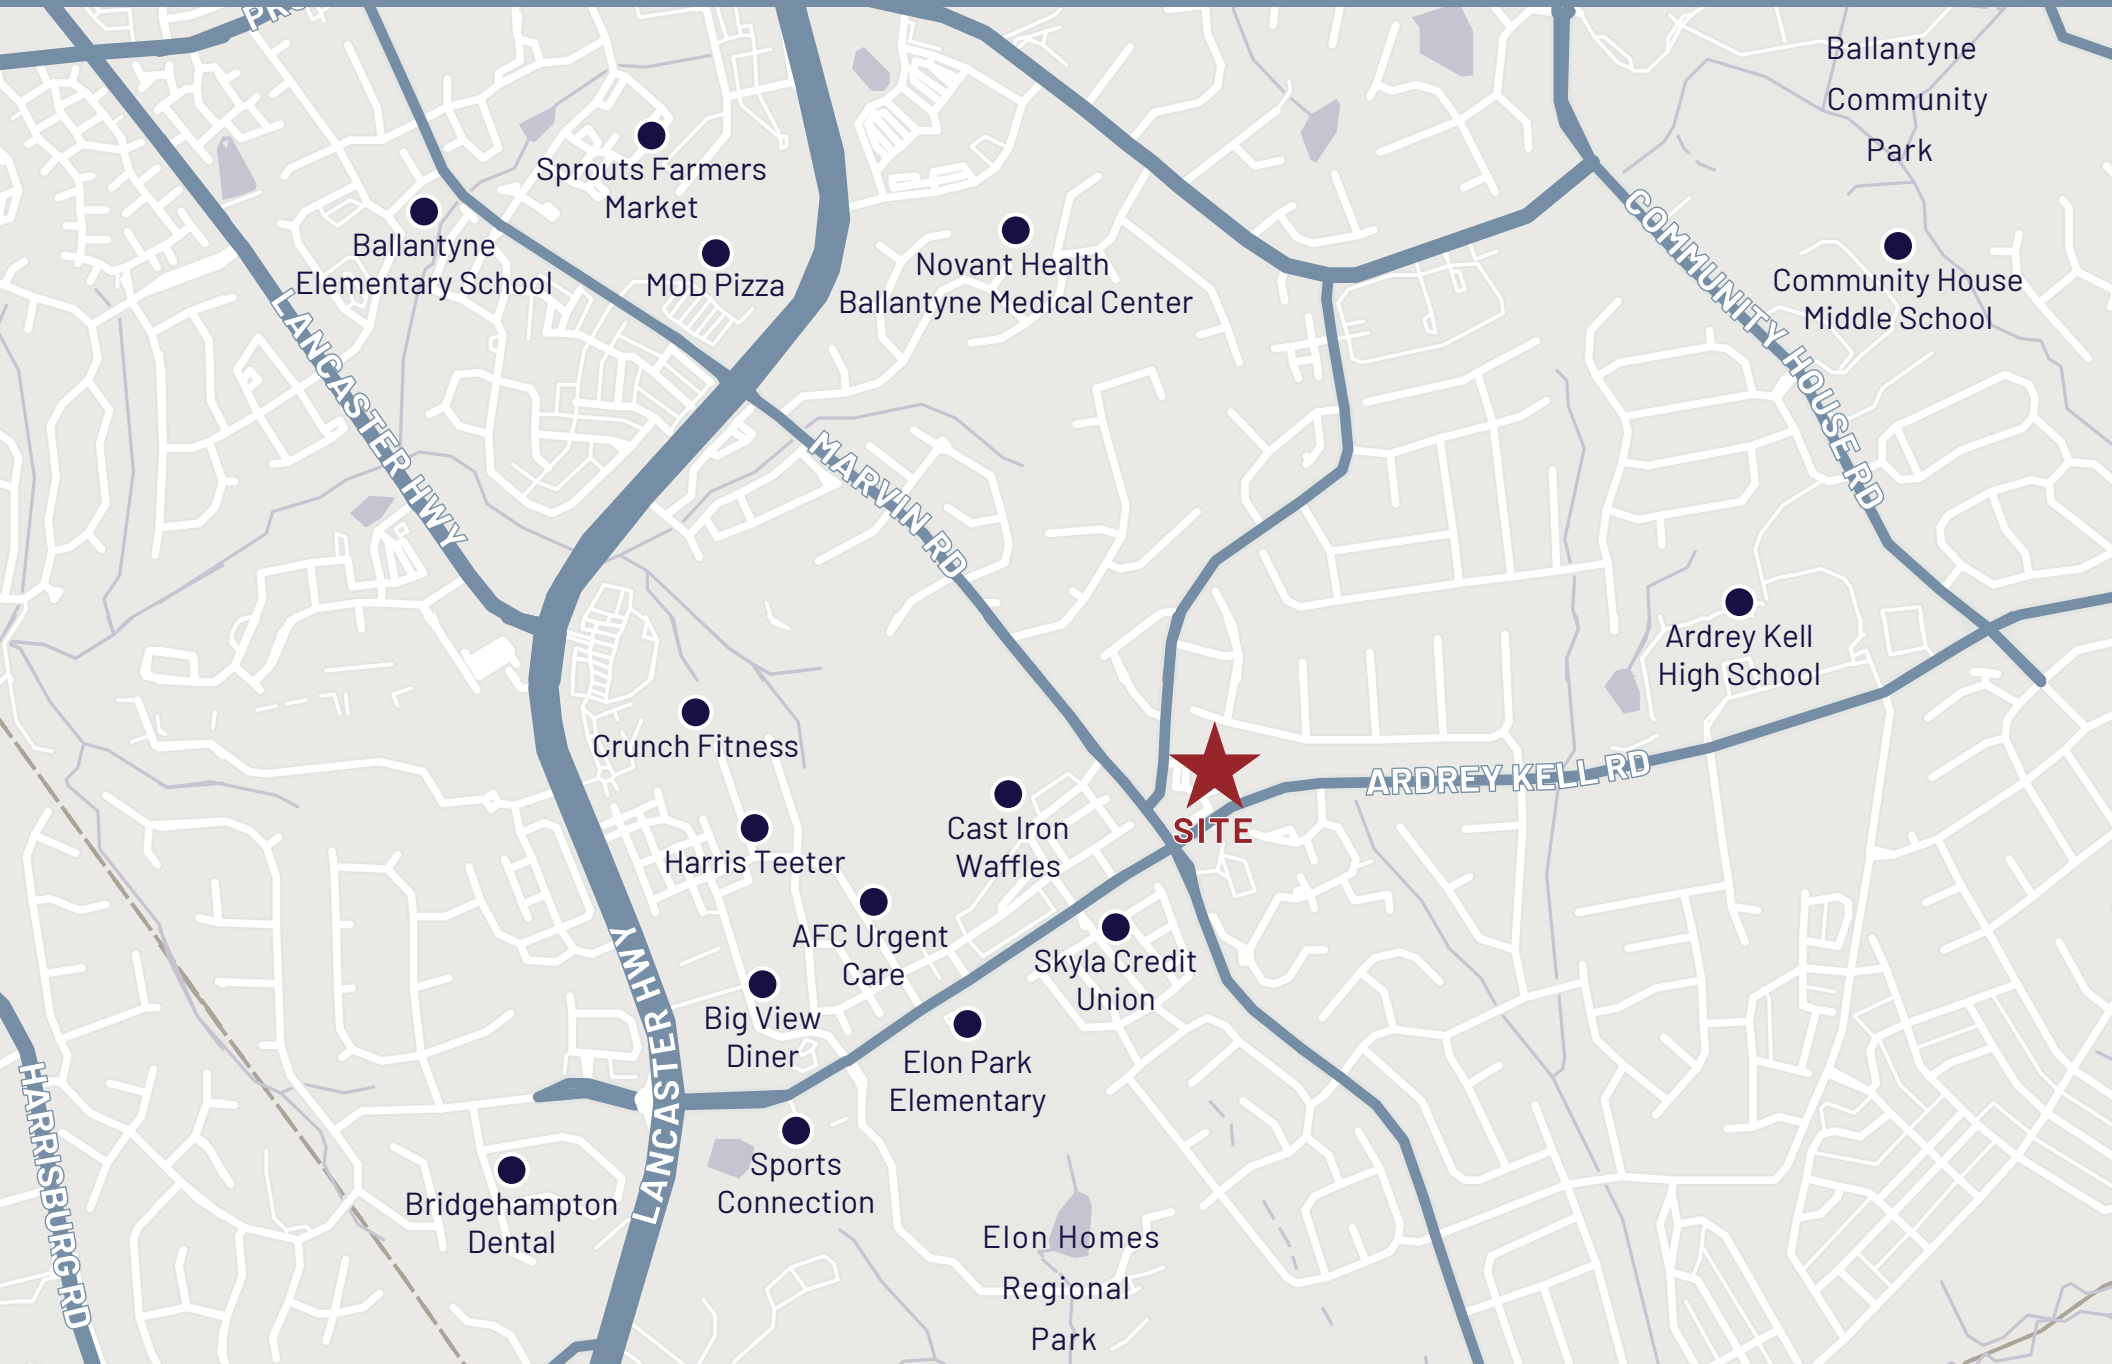 Ballantyne
Community
Park
Sprouts Farmers
Market
Ballantyne
Elementary School
MOD Pizza
Novant Health
Ballantyne Medical Center
COMMUNITY HOUSE RD
Community House
Middle School
LANCASTER HWY
MARVIN RD
Ardrey Kell
High School
Crunch Fitness
ARDREY KELL RD
SITE
Cast Iron
Waffles
Harris Teeter
AFC Urgent
Care
Skyla Credit
Union
LANCASTER HWY
Big View
Diner
Elon Park
Elementary
LANCASTER
HARRISBURG RD
Sports
Connection
Bridgehampton
Dental
Elon Homes
Regional
Park